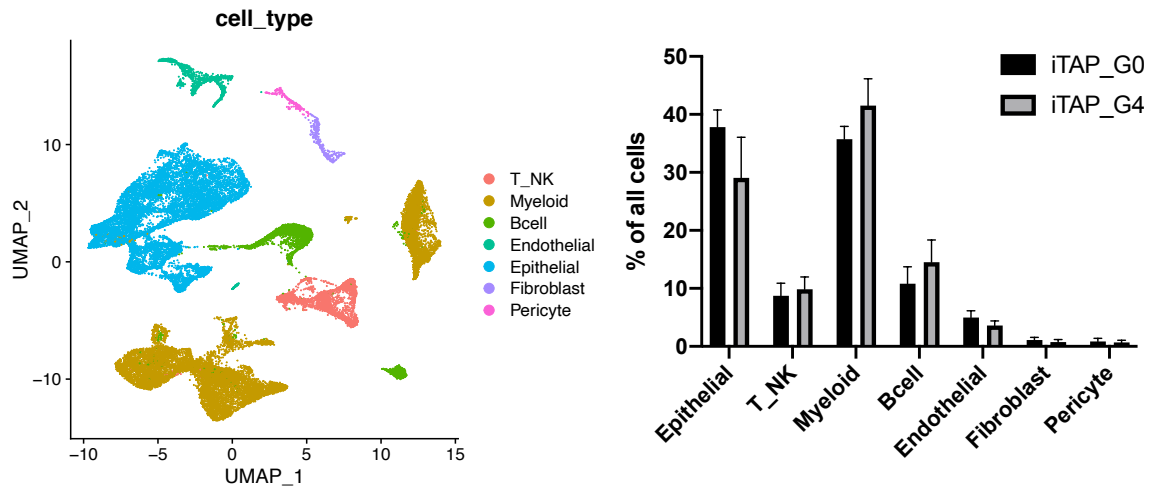 cell_type
UMAP_2
10
0
−10
−10
−5
0
5
10
15
UMAP_1
T_NK
Myeloid
Bcell
Endothelial
Epithelial
Fibroblast
Pericyte
% of all cells
50
40
30
20
10
0
iTAP_G0
iTAP_G4
Epithelial
T_NK
Myeloid
Bcell
Endothelial
Fibroblast
Pericyte